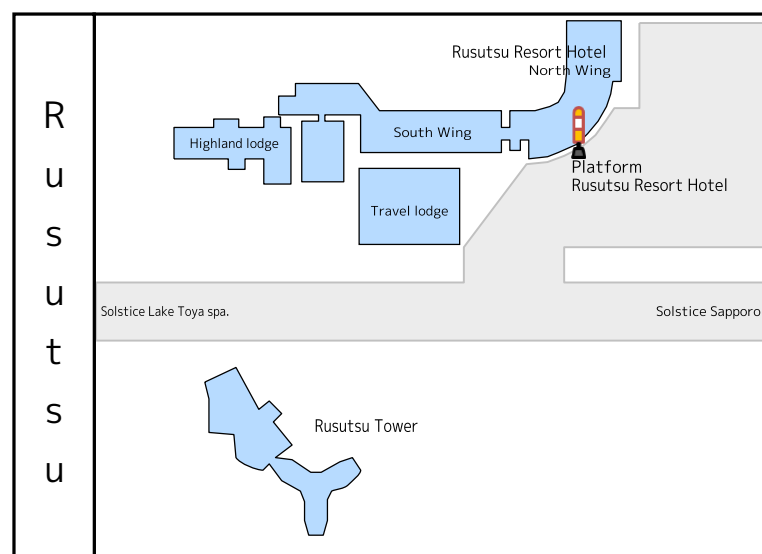 Rusutsu
Rusutsu Resort Hotel
North Wing
South Wing
Highland lodge
Platform
Rusutsu Resort Hotel
Travel lodge
Solstice Lake Toya spa.
Solstice Sapporo
Rusutsu Tower